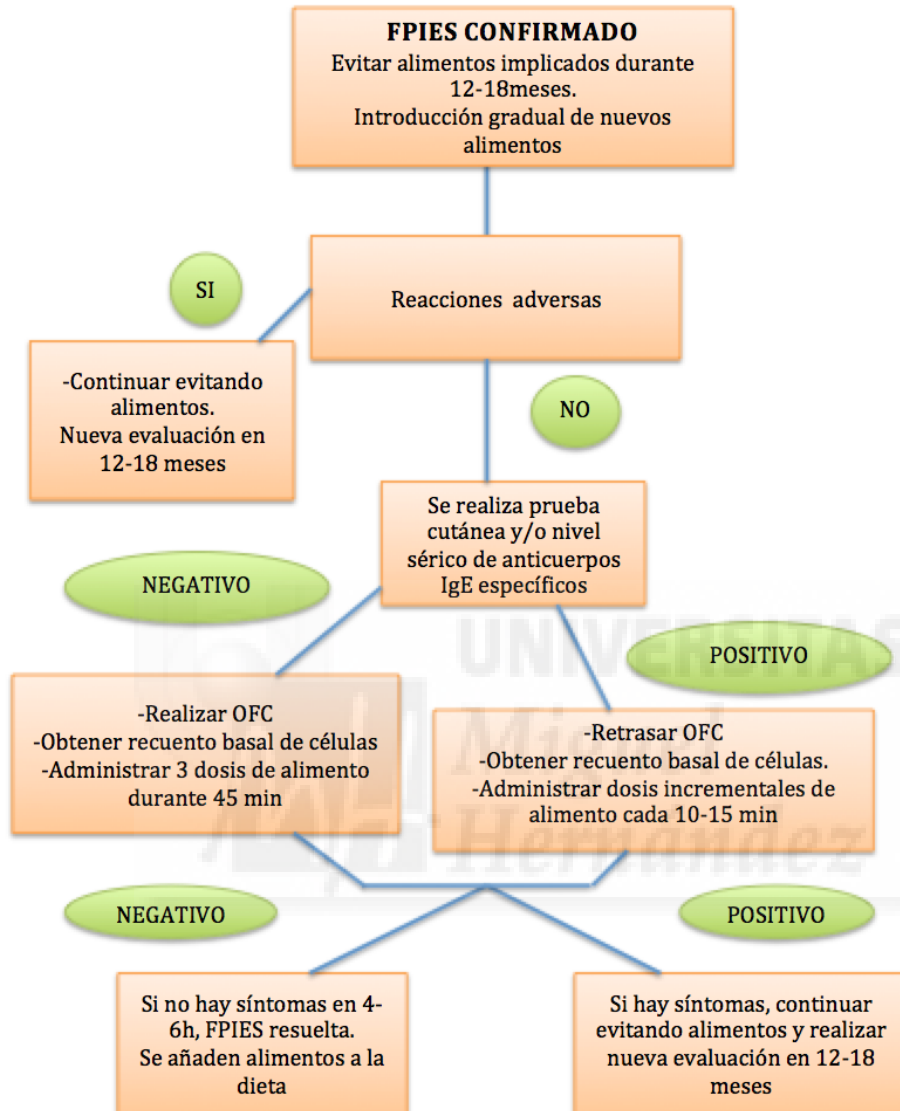 FPIES CONFIRMADO
Evitar alimentos implicados durante
12-18meses.
Introducción gradual de nuevos
alimentos
SI
Reacciones adversas
-Continuar evitando
alimentos.
Nueva evaluación en
12-18 meses
NO
Se realiza prueba
cutánea y/o nivel
sérico de anticuerpos
IgE específicos
NEGATIVO
POSITIVO
UNIVERSITAS
Miguel
Hernández
-Realizar OFC
-Obtener recuento basal de células
-Administrar 3 dosis de alimento
durante 45 min
-Retrasar OFC
-Obtener recuento basal de células.
-Administrar dosis incrementales de
alimento cada 10-15 min
NEGATIVO
POSITIVO
Si no hay síntomas en 4-
6h, FPIES resuelta.
Se añaden alimentos a la
dieta
Si hay síntomas, continuar
evitando alimentos y realizar
nueva evaluación en 12-18
meses